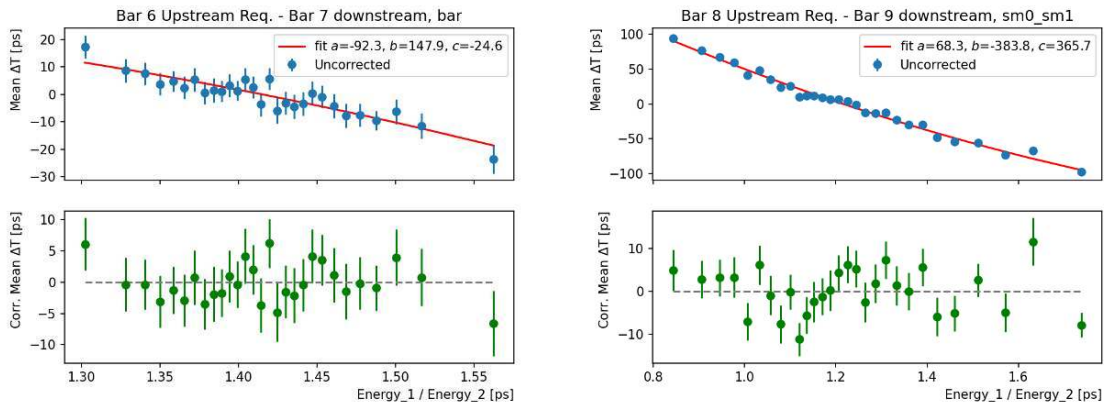 Bar 6 Upstream Req. - Bar 7 downstream, bar
Mean ΔT [ps]
20
10
0
−10
−20
−30
fit a=-92.3, b=147.9, c=-24.6
Uncorrected
Corr. Mean ΔT [ps]
10
5
0
−5
−10
1.30
1.35
1.40
1.45
1.50
1.55
Energy_1 / Energy_2 [ps]
Bar 8 Upstream Req. - Bar 9 downstream, sm0_sm1
Mean ΔT [ps]
100
50
0
−50
−100
fit a=68.3, b=-383.8, c=365.7
Uncorrected
Corr. Mean ΔT [ps]
10
0
−10
0.8
1.0
1.2
1.4
1.6
Energy_1 / Energy_2 [ps]